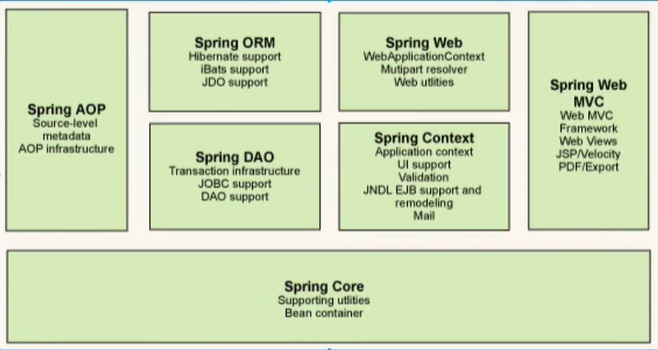 Spring AOP
Source-level
metadata
AOP infrastructure
Spring ORM
Hibernate support
iBats support
JDO support
Spring DAO
Transaction infrastructure
JOBC support
DAO support
Spring Web
WebApplicationContext
Mutipart resolver
Web utlities
Spring Context
Application context
UI support
Validation
JNDL EJB support and
remodeling
Mail
Spring Web
MVC
Web MVC
Framework
Web Views
JSP/Velocity
PDF/Export
Spring Core
Supporting utlities
Bean container